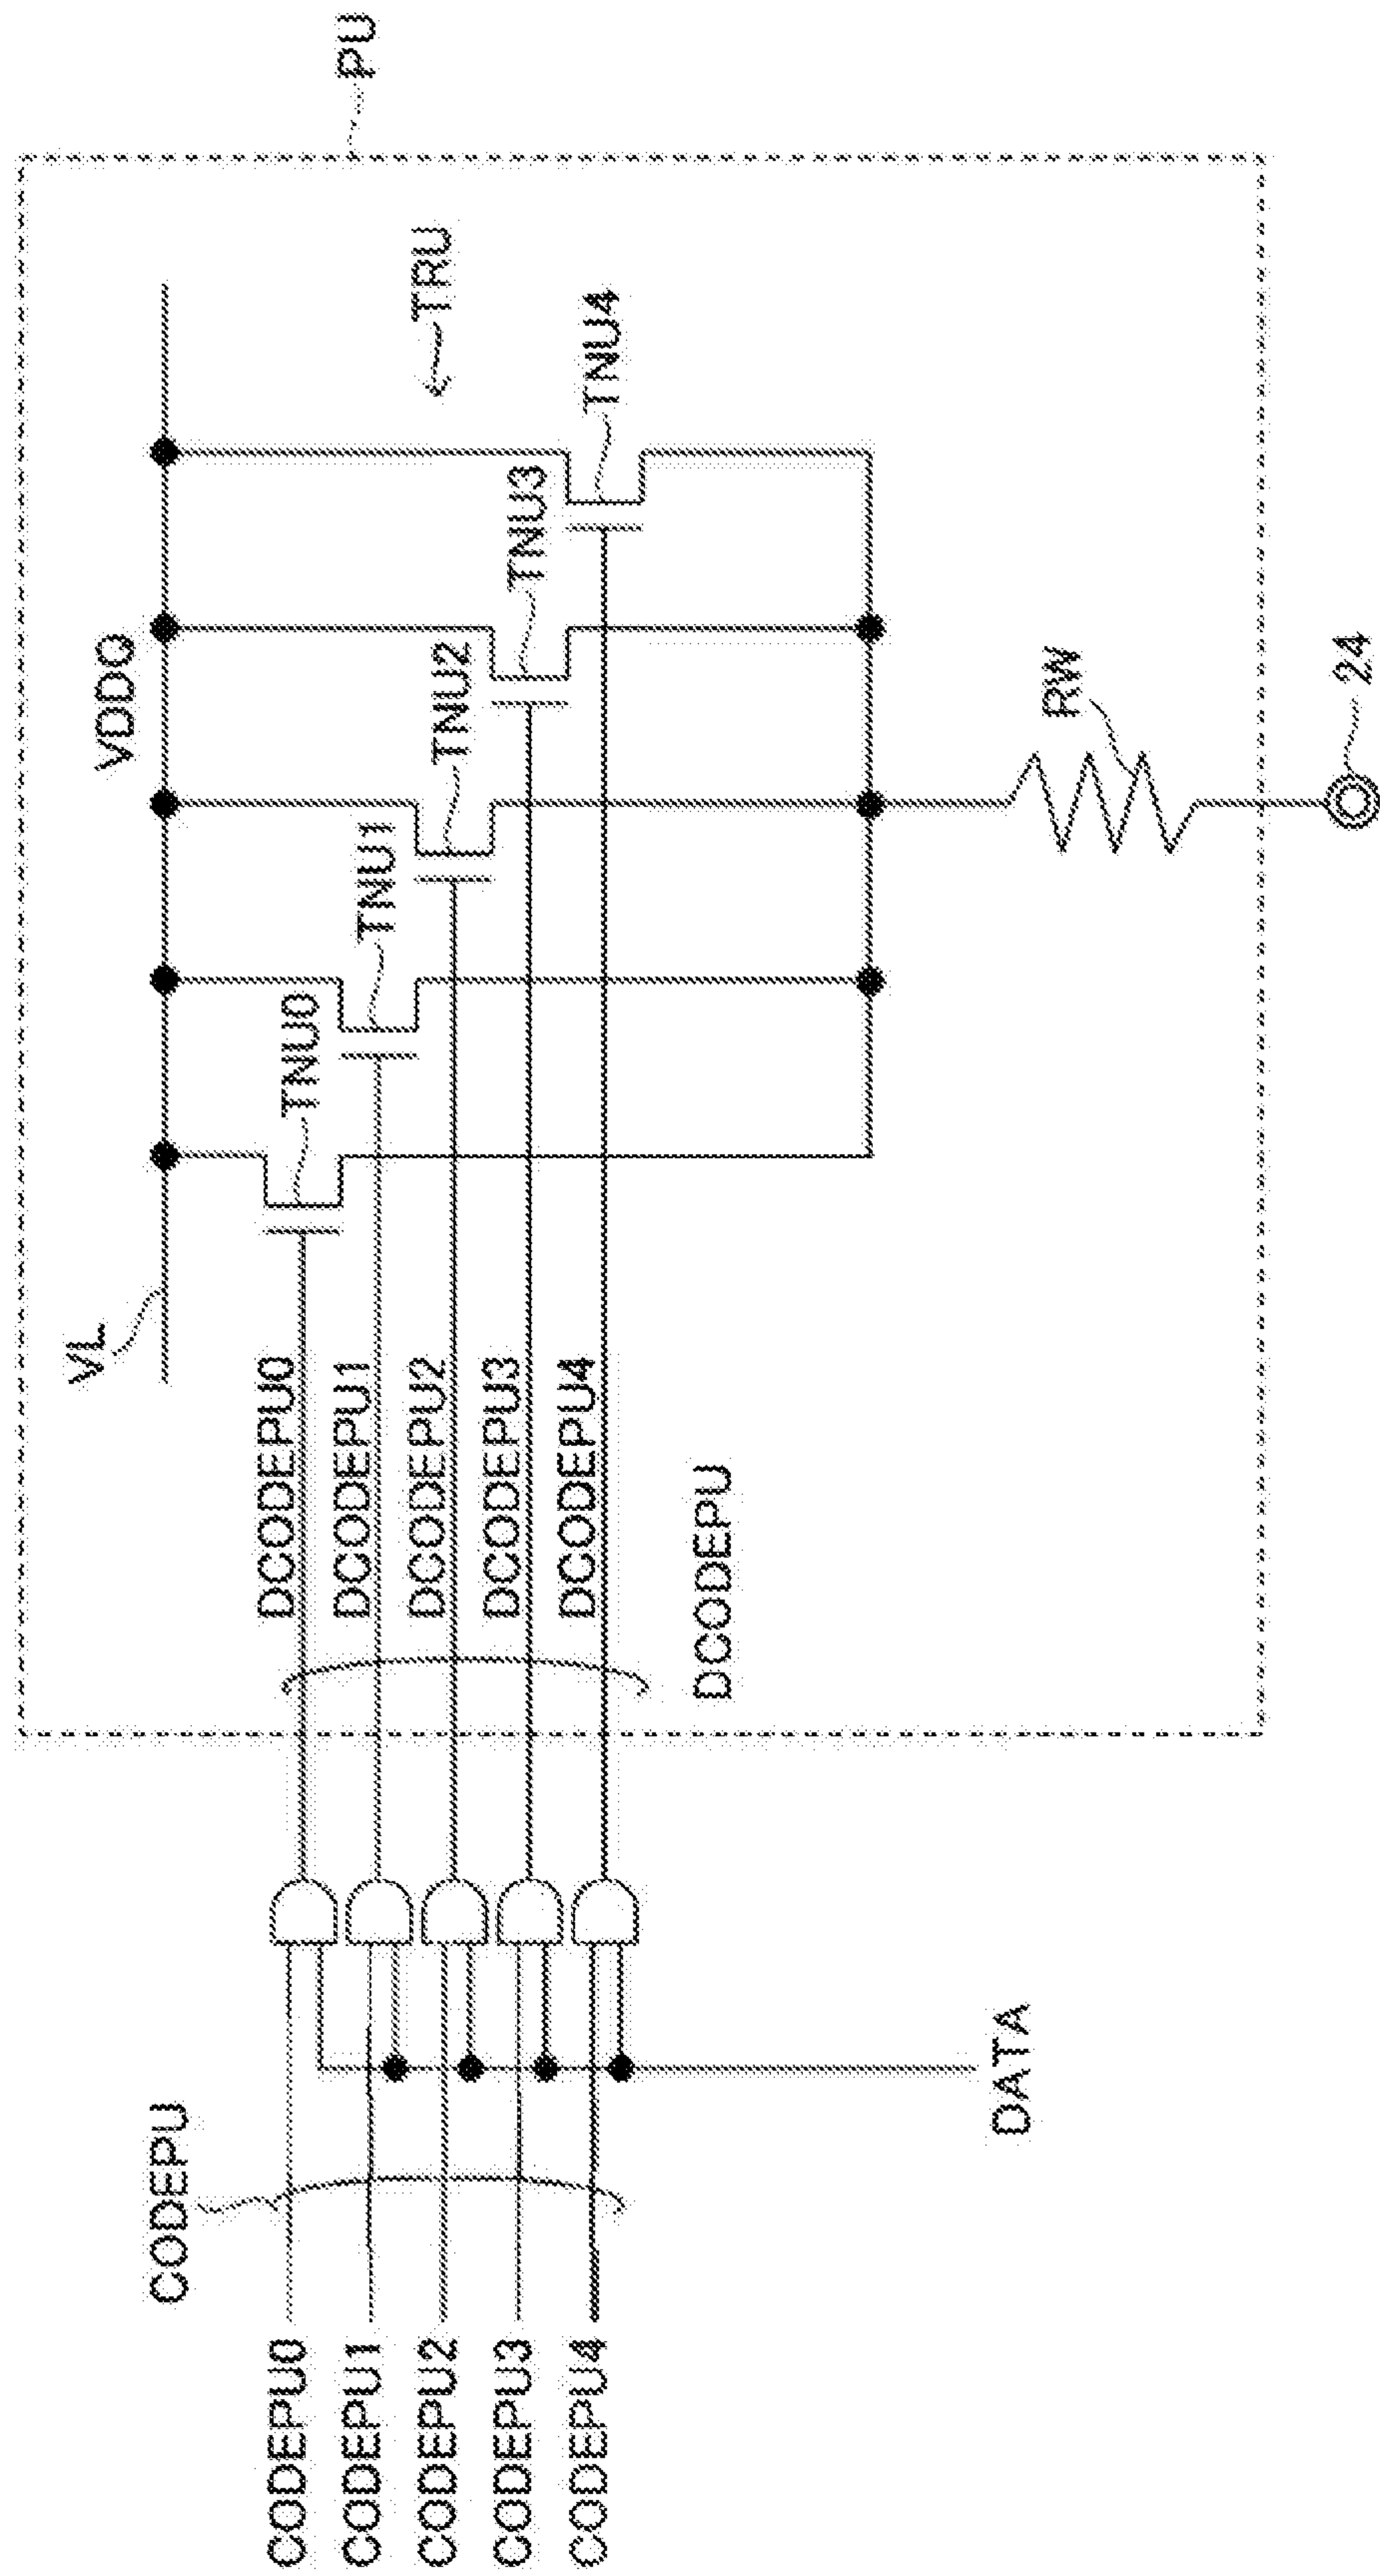 PU
VL
VDDQ
TRU
TNU0
TNU1
TNU2
TNU3
TNU4
DCODEPU0
DCODEPU1
DCODEPU2
DCODEPU3
DCODEPU4
DCODEPU
RW
24
CODEPU
CODEPU0
CODEPU1
CODEPU2
CODEPU3
CODEPU4
DATA